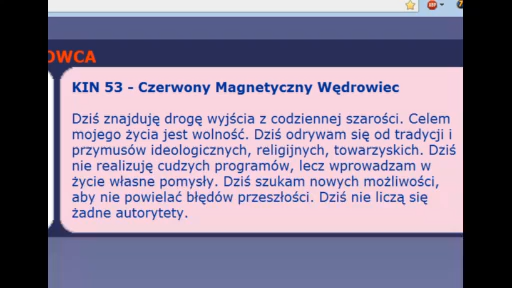 OWCA
KIN 53 - Czerwony Magnetyczny Wędrowiec
Dziś znajduję drogę wyjścia z codziennej szarości. Celem
mojego życia jest wolność. Dziś odrywam się od tradycji i
przymusów ideologicznych, religijnych, towarzyskich. Dziś
nie realizuję cudzych programów, lecz wprowadzam w
życie własne pomysły. Dziś szukam nowych możliwości,
aby nie powielać błędów przeszłości. Dziś nie liczą się
żadne autorytety.